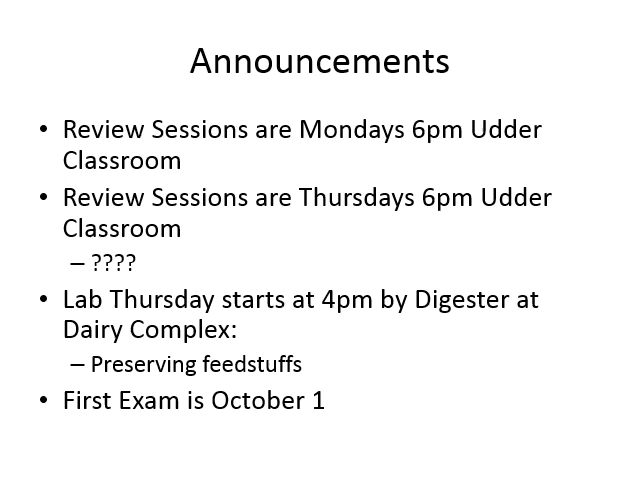 Announcements
• Review Sessions are Mondays 6pm Udder
Classroom
• Review Sessions are Thursdays 6pm Udder
Classroom
– ????
• Lab Thursday starts at 4pm by Digester at
Dairy Complex:
– Preserving feedstuffs
• First Exam is October 1